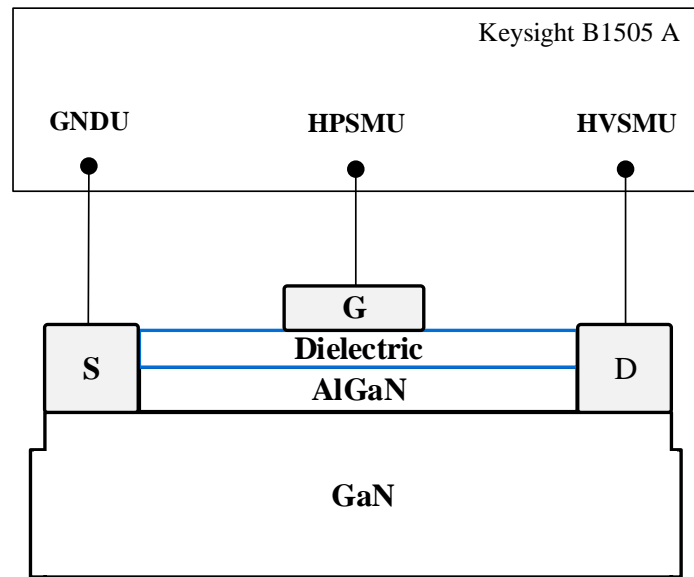 Keysight B1505 A
GNDU HPSMU HVSMU
G
Dielectric
S D
AlGaN
GaN